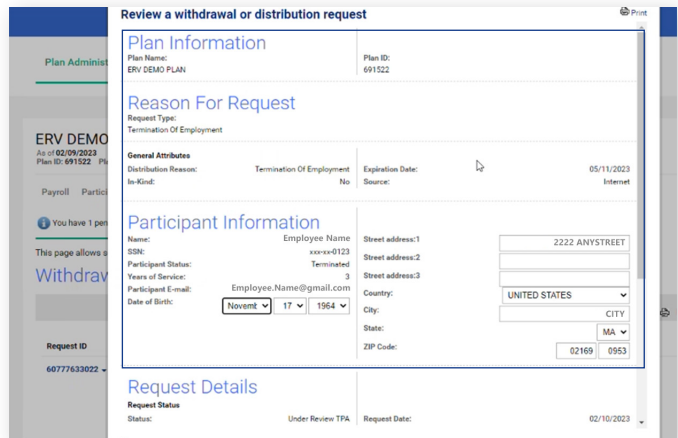 Review a withdrawal or distribution request
Print
Plan Administ
Plan Information
Plan Name:
ERV DEMO PLAN
Plan ID:
691522
Reason For Request
Request Type:
Termination Of Employment
General Attributes
Distribution Reason: Termination Of Employment
Expiration Date: 05/11/2023
In-Kind: No
Source: Internet
ERV DEMO
As of 02/09/2023
Plan ID: 691522 Pl
Payroll Partici
You have 1 pen
This page allows s
Withdraw
Request ID
60777633022
Participant Information
Name: Employee Name
SSN: xxx-xx-0123
Participant Status: Terminated
Years of Service: 3
Participant E-mail: Employee.Name@gmail.com
Date of Birth: Novemb 17 1964
Street address:1 2222 ANYSTREET
Street address:2
Street address:3
Country: UNITED STATES
City: CITY
State: MA
ZIP Code: 02169 0953
Request Details
Request Status
Status: Under Review TPA
Request Date: 02/10/2023